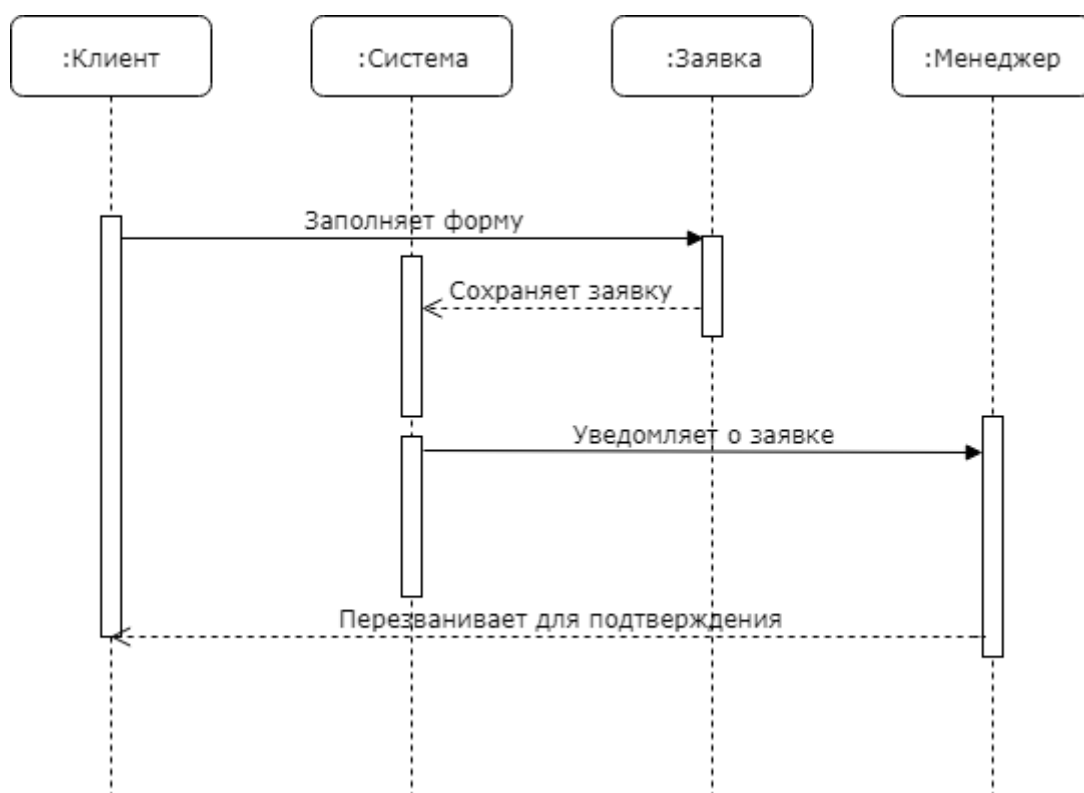 :Клиент
:Система
:Заявка
:Менеджер
Заполняет форму
Сохраняет заявку
Уведомляет о заявке
Перезванивает для подтверждения